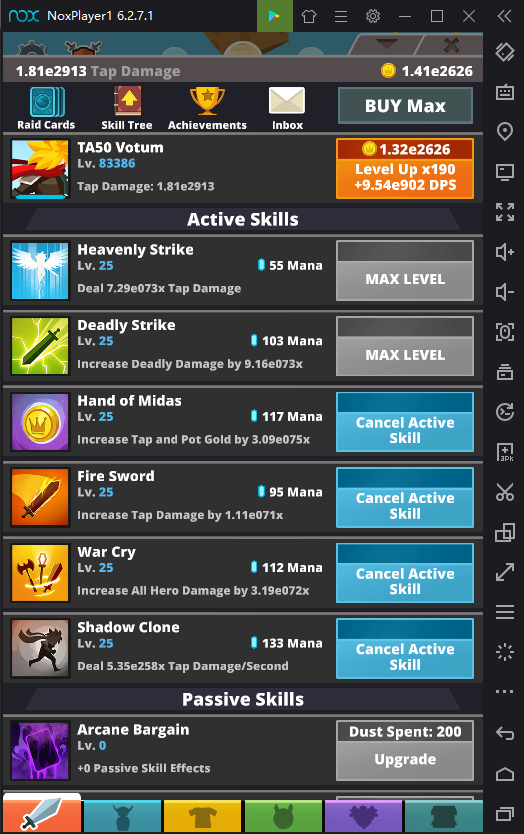 nox NoxPlayer1 6.2.7.1
1.81e2913 Tap Damage
1.41e2626
Raid Cards
Skill Tree
Achievements
Inbox
BUY Max
TA50 Votum
Lv. 83386
Tap Damage: 1.81e2913
1.32e2626
Level Up x190
+9.54e902 DPS
Active Skills
Heavenly Strike
Lv. 25
55 Mana
Deal 7.29e073x Tap Damage
MAX LEVEL
Deadly Strike
Lv. 25
103 Mana
Increase Deadly Damage by 9.16e073x
MAX LEVEL
Hand of Midas
Lv. 25
117 Mana
Increase Tap and Pot Gold by 3.09e075x
Cancel Active
Skill
Fire Sword
Lv. 25
95 Mana
Increase Tap Damage by 1.11e071x
Cancel Active
Skill
War Cry
Lv. 25
112 Mana
Increase All Hero Damage by 3.19e072x
Cancel Active
Skill
Shadow Clone
Lv. 25
133 Mana
Deal 5.35e258x Tap Damage/Second
Cancel Active
Skill
Passive Skills
Arcane Bargain
Lv. 0
+0 Passive Skill Effects
Dust Spent: 200
Upgrade